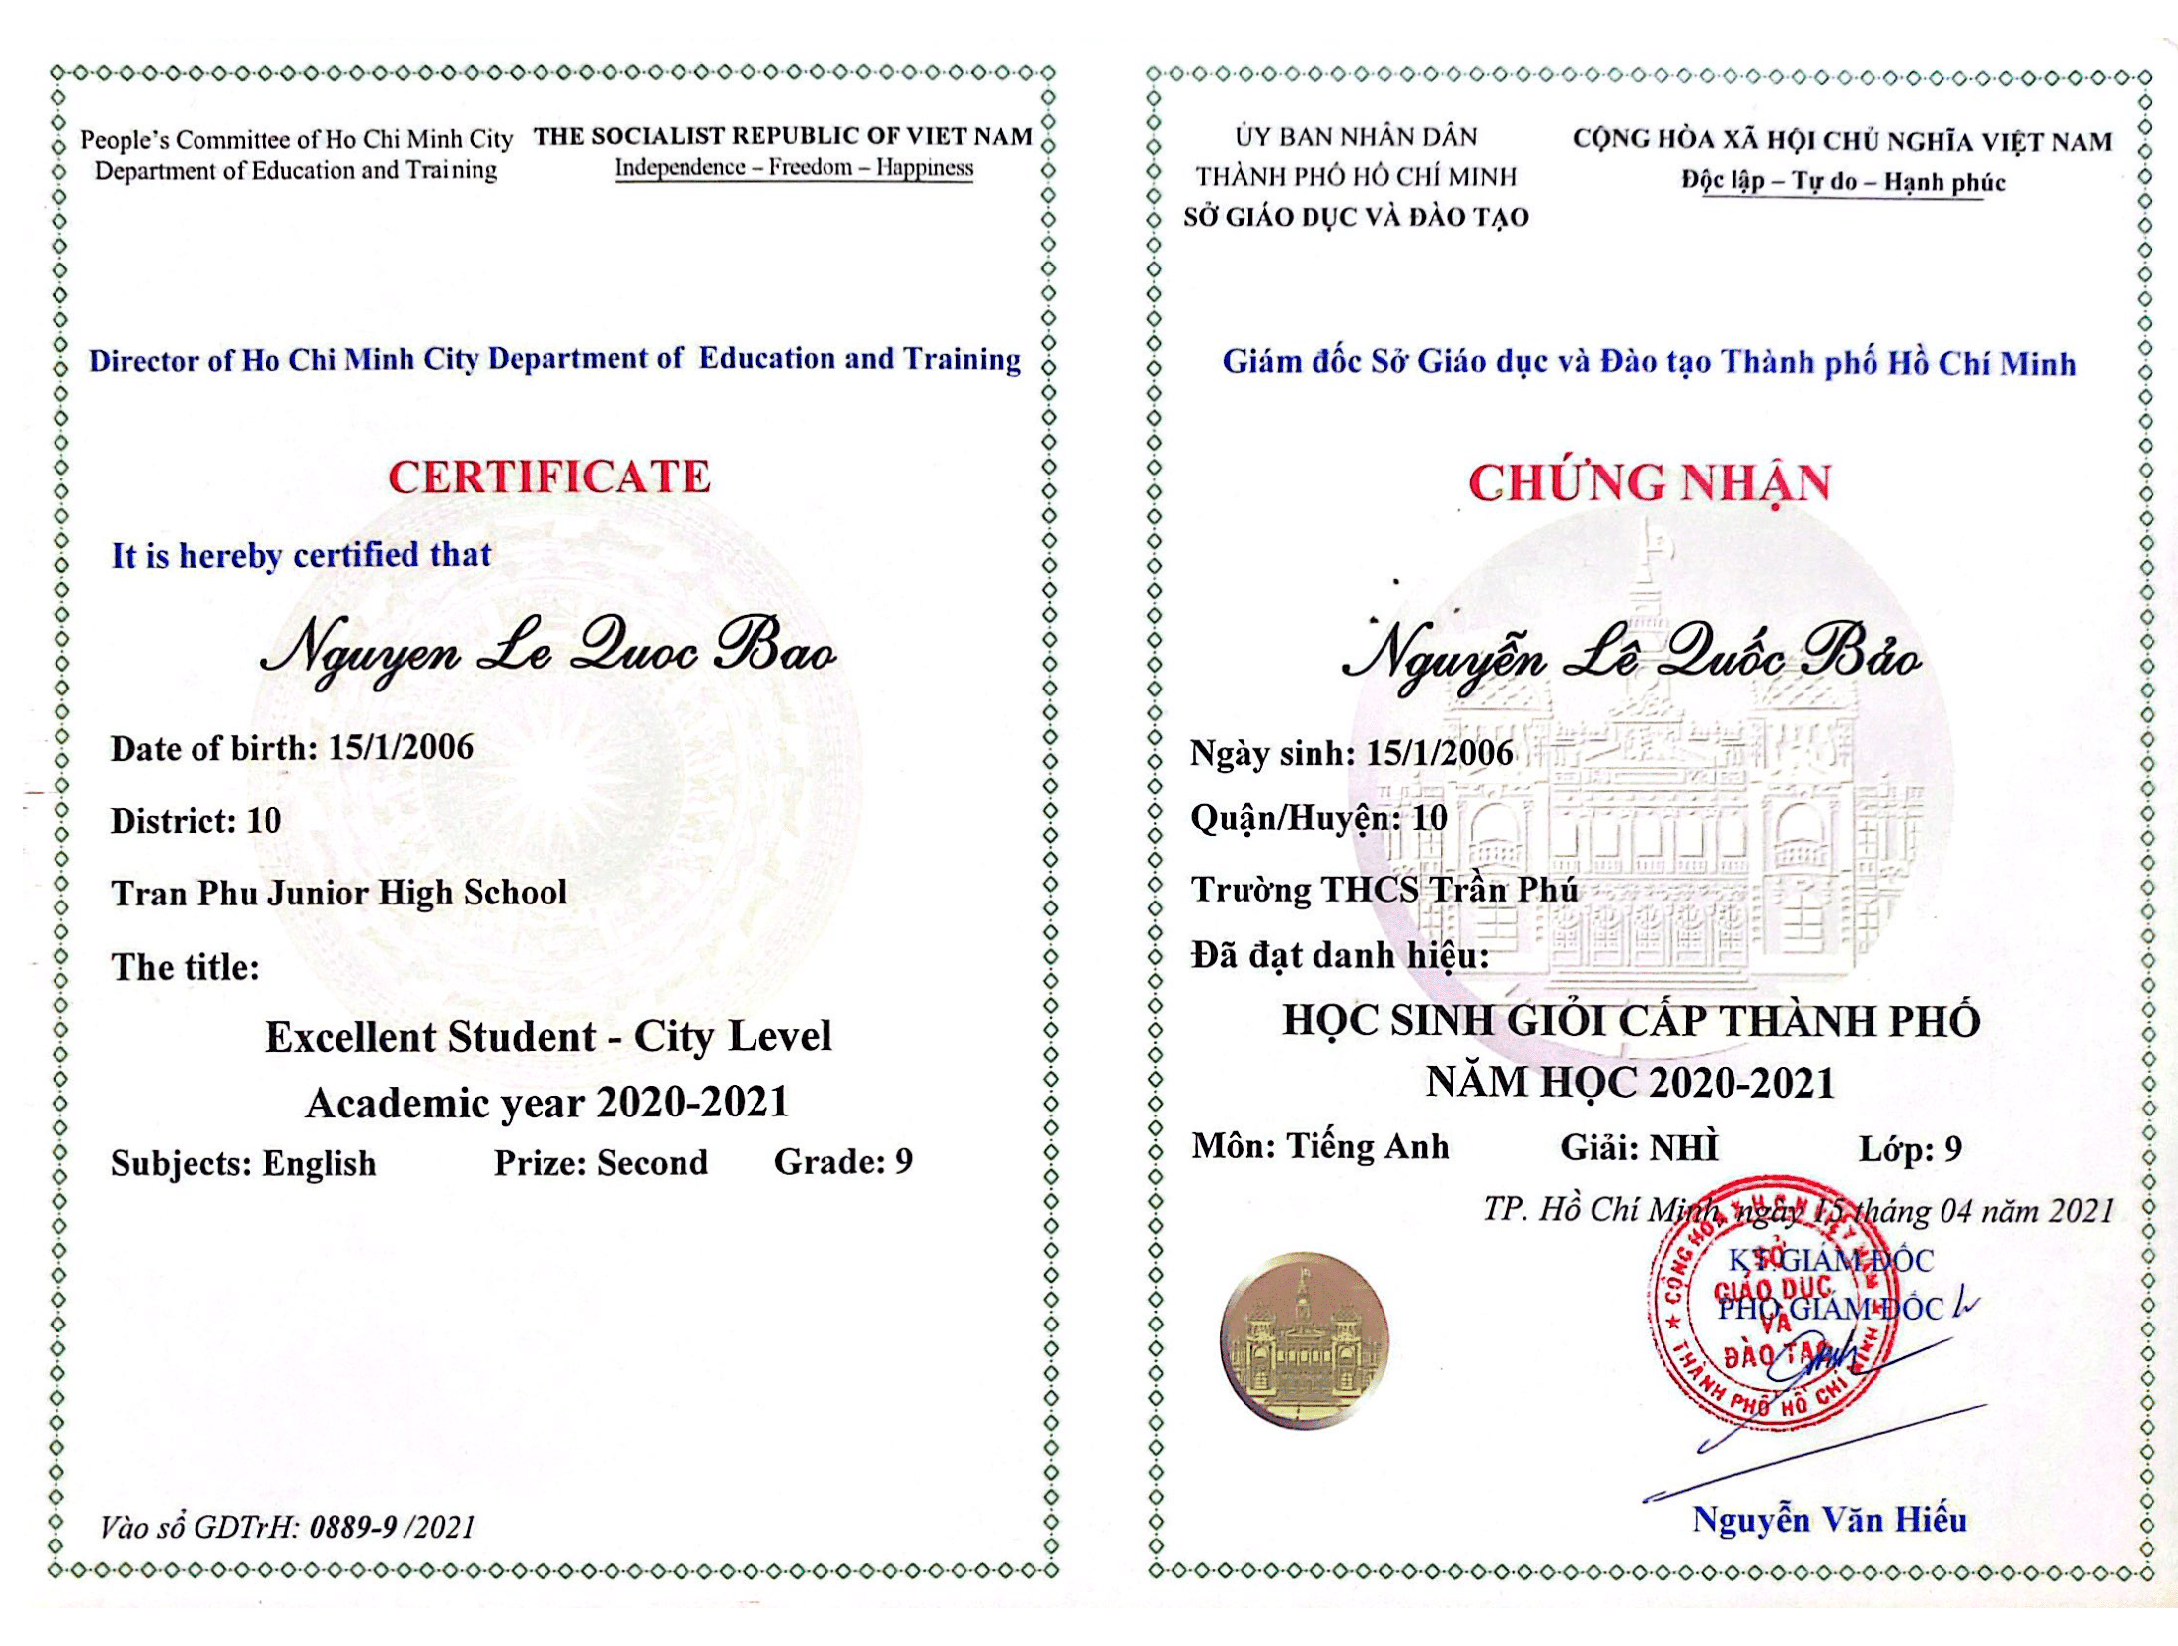 People's Committee of Ho Chi Minh City
Department of Education and Training
THE SOCIALIST REPUBLIC OF VIET NAM
Independence – Freedom – Happiness
Director of Ho Chi Minh City Department of Education and Training
CERTIFICATE
It is hereby certified that
Nguyen Le Quoc Bao
Date of birth: 15/1/2006
District: 10
Tran Phu Junior High School
The title:
Excellent Student - City Level
Academic year 2020-2021
Subjects: English Prize: Second Grade: 9
Vào sổ GDTrH: 0889-9 /2021
ỦY BAN NHÂN DÂN
THÀNH PHỐ HỒ CHÍ MINH
SỞ GIÁO DỤC VÀ ĐÀO TẠO
CỘNG HÒA XÃ HỘI CHỦ NGHĨA VIỆT NAM
Độc lập – Tự do – Hạnh phúc
Giám đốc Sở Giáo dục và Đào tạo Thành phố Hồ Chí Minh
CHỨNG NHẬN
Nguyễn Lê Quốc Bảo
Ngày sinh: 15/1/2006
Quận/Huyện: 10
Trường THCS Trần Phú
Đã đạt danh hiệu:
HỌC SINH GIỎI CẤP THÀNH PHỐ
NĂM HỌC 2020-2021
Môn: Tiếng Anh Giải: NHÌ Lớp: 9
TP. Hồ Chí Minh, ngày 15 tháng 04 năm 2021
KT.GIÁM ĐỐC
PHÓ GIÁM ĐỐC
SỞ
GIÁO DỤC
VÀ
ĐÀO TẠO
THÀNH PHỐ HỒ CHÍ MINH
Nguyễn Văn Hiếu